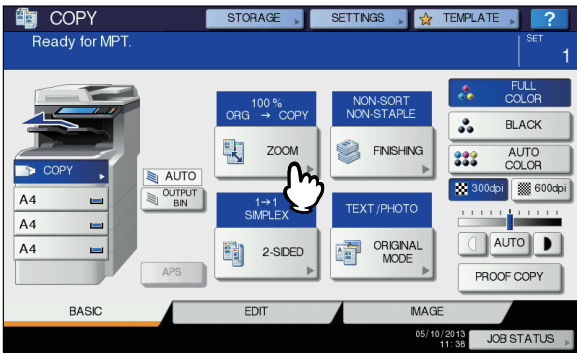 COPY
STORAGE
SETTINGS
TEMPLATE
?
Ready for MPT.
SET
1
100 %
ORG → COPY
ZOOM
NON-SORT
NON-STAPLE
FINISHING
FULL
COLOR
BLACK
AUTO
COLOR
300dpi
600dpi
COPY
A4
A4
A4
AUTO
OUTPUT
BIN
APS
1→1
SIMPLEX
2-SIDED
TEXT/PHOTO
ORIGINAL
MODE
AUTO
PROOF COPY
BASIC
EDIT
IMAGE
05/10/2013
11:38
JOB STATUS